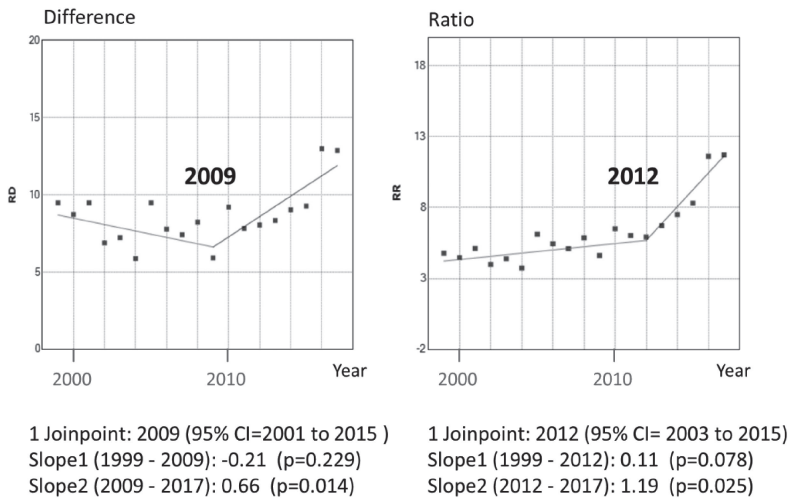 Difference
20
15
10
5
0
RD
2009
2000
2010
Year
1 Joinpoint: 2009 (95% CI=2001 to 2015 )
Slope1 (1999 - 2009): -0.21 (p=0.229)
Slope2 (2009 - 2017): 0.66 (p=0.014)
Ratio
18
13
8
3
-2
RR
2012
2000
2010
Year
1 Joinpoint: 2012 (95% CI= 2003 to 2015)
Slope1 (1999 - 2012): 0.11 (p=0.078)
Slope2 (2012 - 2017): 1.19 (p=0.025)